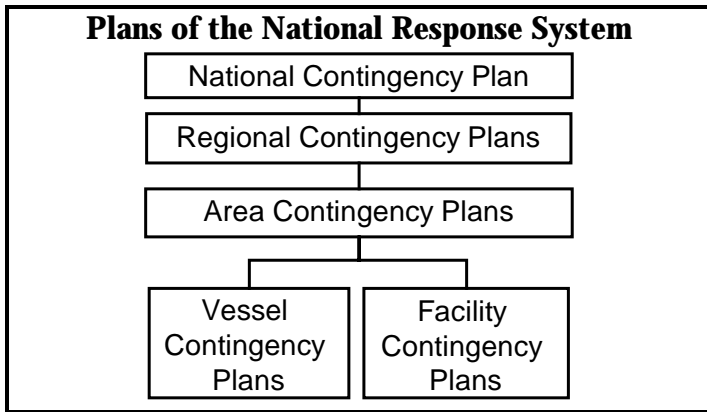 Plans of the National Response System
National Contingency Plan
Regional Contingency Plans
Area Contingency Plans
Vessel
Contingency
Plans
Facility
Contingency
Plans